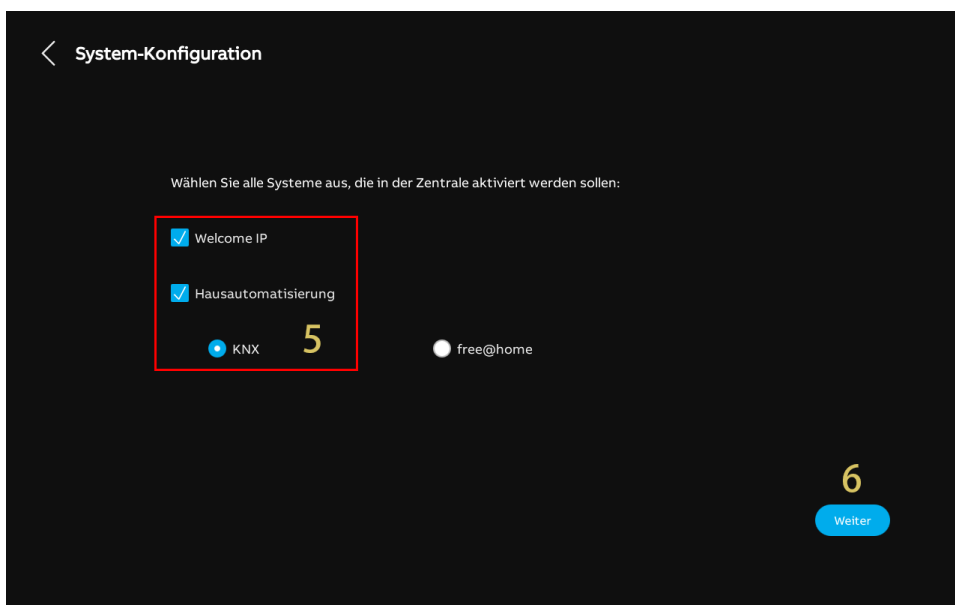 System-Konfiguration
Wählen Sie alle Systeme aus, die in der Zentrale aktiviert werden sollen:
Welcome IP
Hausautomatisierung
KNX 5 free@home
6
Weiter